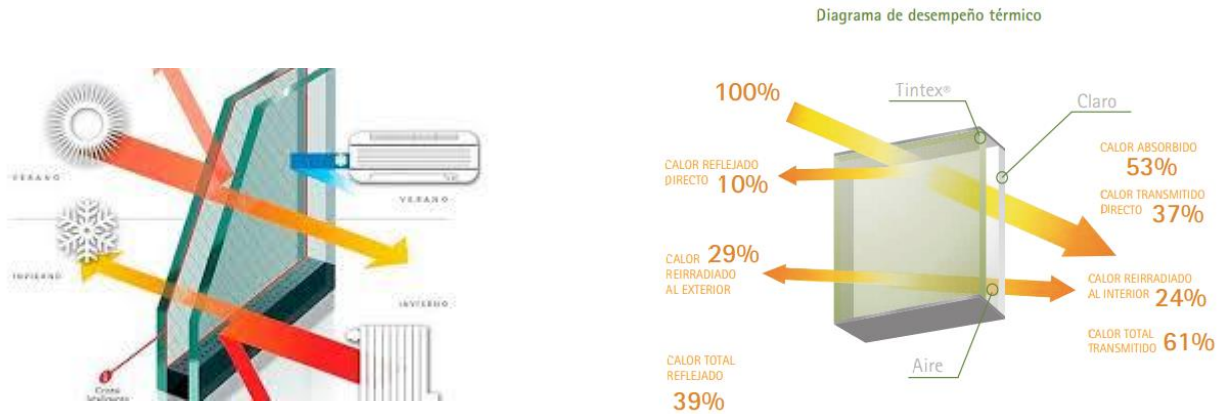 VERANO
VERANO
INVIERNO
INVIERNO
Diagrama de desempeño térmico
100%
Tintex®
Claro
CALOR REFLEJADO
DIRECTO 10%
CALOR ABSORBIDO
53%
CALOR TRANSMITIDO
DIRECTO 37%
CALOR 29%
REIRRADIADO
AL EXTERIOR
CALOR REIRRADIADO
AL INTERIOR 24%
CALOR TOTAL
TRANSMITIDO 61%
Aire
CALOR TOTAL
REFLEJADO
39%